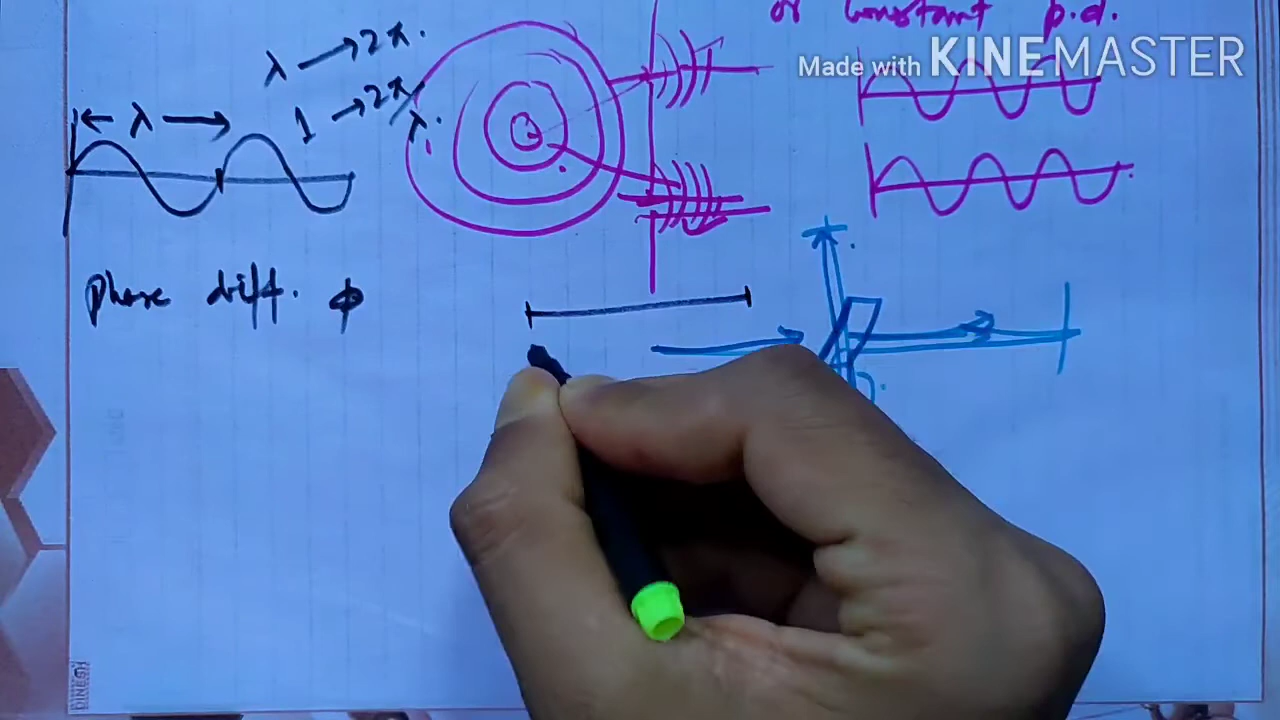 or constant p.d.
Made with KINEMASTER
λ → 2π.
1 → 2π/λ.
← λ →
Phase diff. φ